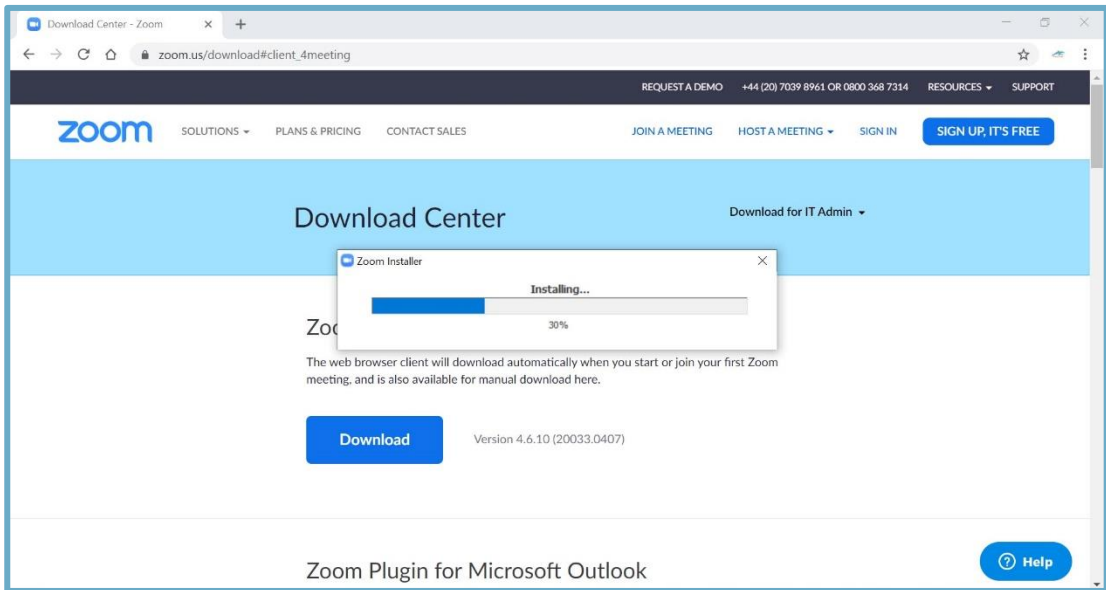 Download Center - Zoom
zoom.us/download#client_4meeting
REQUEST A DEMO +44 (20) 7039 8961 OR 0800 368 7314 RESOURCES SUPPORT
zoom SOLUTIONS PLANS & PRICING CONTACT SALES JOIN A MEETING HOST A MEETING SIGN IN SIGN UP, IT'S FREE
Download Center
Download for IT Admin
Zoom Installer
Installing...
30%
The web browser client will download automatically when you start or join your first Zoom
meeting, and is also available for manual download here.
Download Version 4.6.10 (20033.0407)
Zoom Plugin for Microsoft Outlook
Help